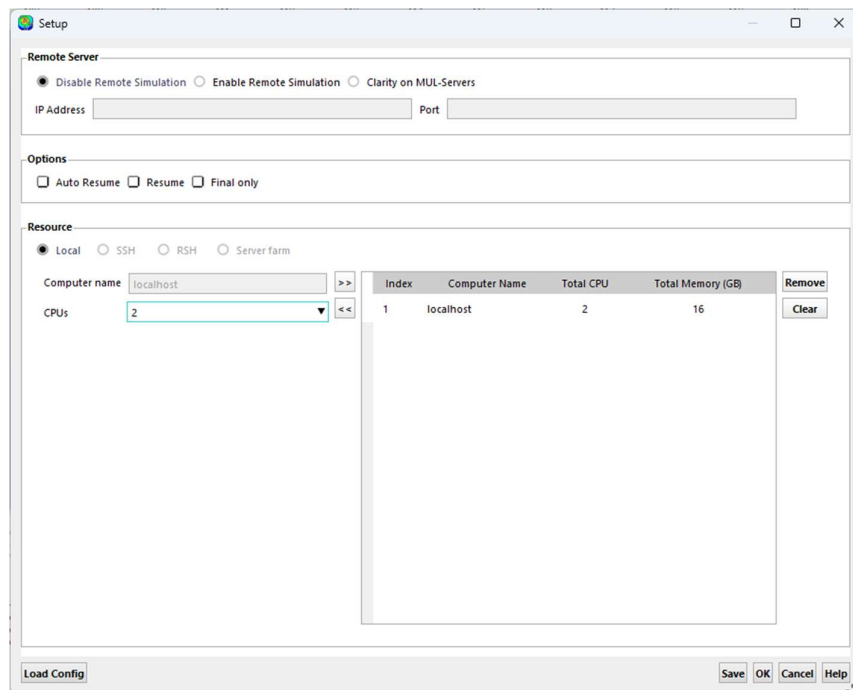 Setup
Remote Server
Disable Remote Simulation Enable Remote Simulation Clarity on MUL-Servers
IP Address Port
Options
Auto Resume Resume Final only
Resource
Local SSH RSH Server farm
Computer name localhost >> Index Computer Name Total CPU Total Memory (GB) Remove
CPUs 2 << 1 localhost 2 16 Clear
Load Config Save OK Cancel Help